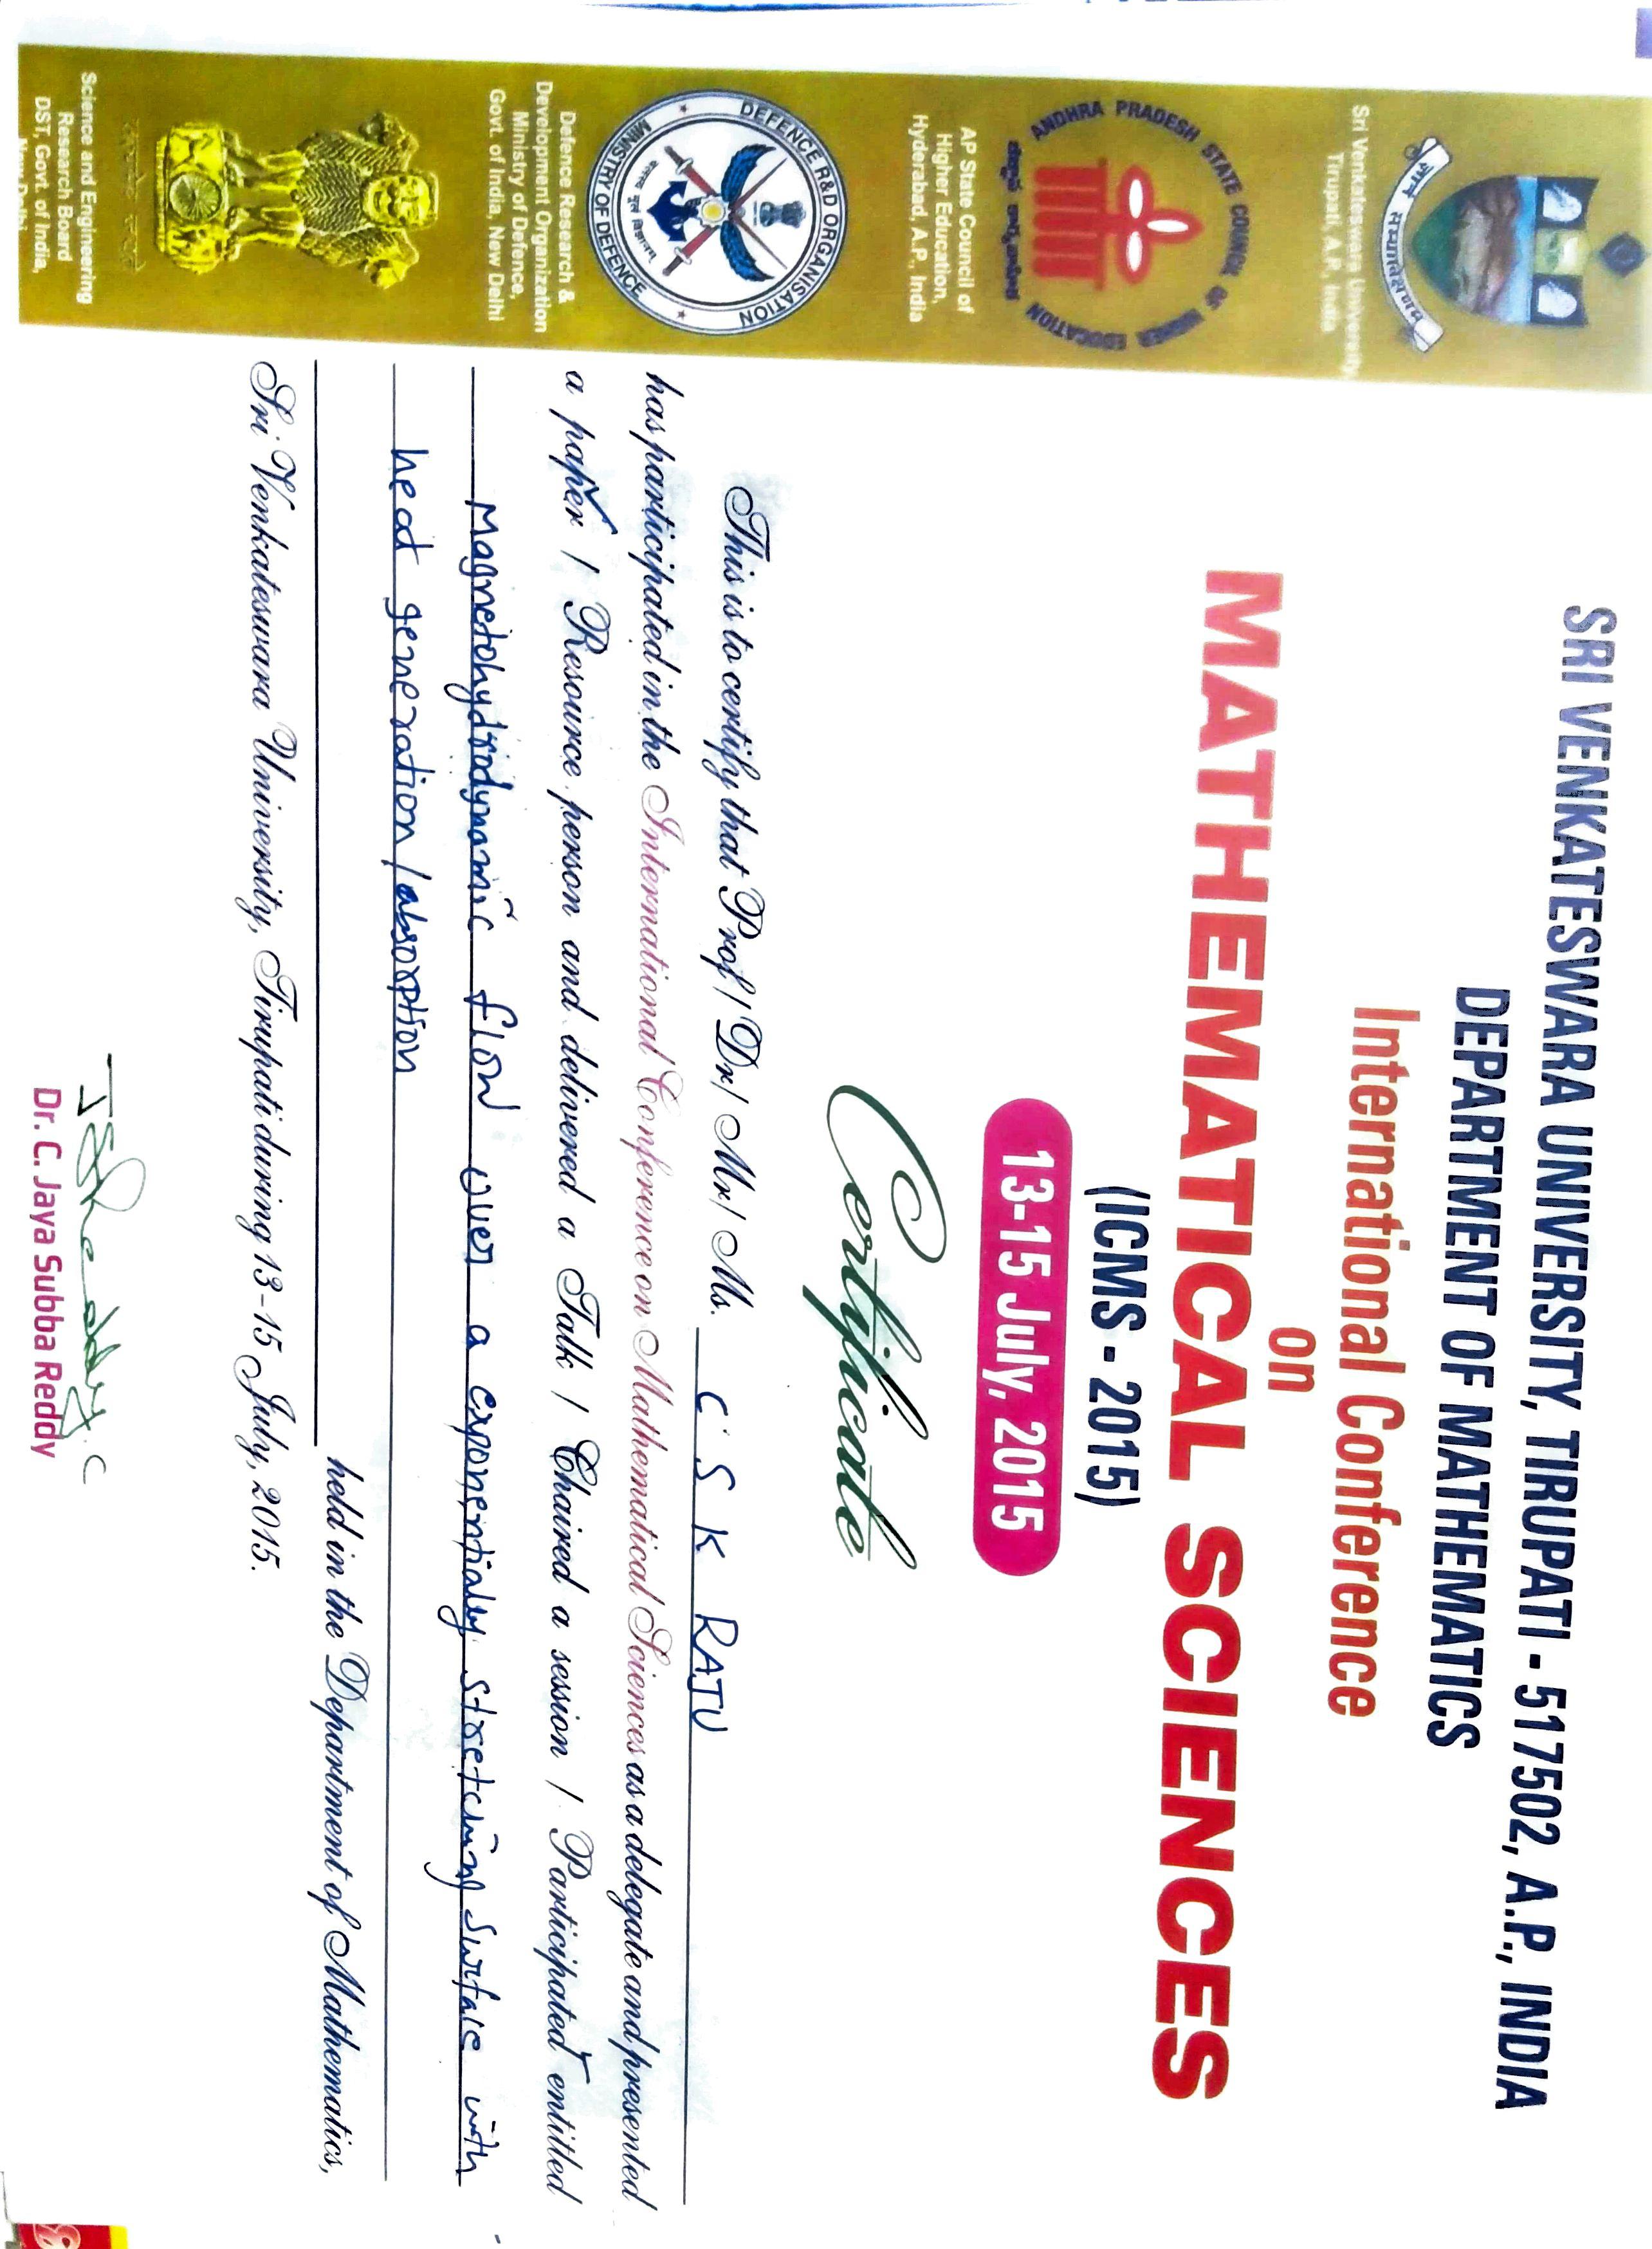 SRI VENKATESWARA UNIVERSITY, TIRUPATI - 517502, A.P., INDIA
DEPARTMENT OF MATHEMATICS
International Conference
on
MATHEMATICAL SCIENCES
(ICMS - 2015)
13-15 July, 2015
Certificate
This is to certify that Prof / Dr / Mr / Ms. C S K RAJU
has participated in the International Conference on Mathematical Sciences as a delegate and presented
a paper / Resource person and delivered a Talk / Chaired a session / Participated entitled
Magnetohydrodynamic flow over a exponentialy stretching surface with
heat generation/absorption
held in the Department of Mathematics,
Sri Venkateswara University, Tirupati during 13-15 July, 2015.
Dr. C. Jaya Subba Reddy
Sri Venkateswara University
Tirupati, A.P., India
ANDHRA PRADESH STATE COUNCIL OF HIGHER EDUCATION
AP State Council of
Higher Education,
Hyderabad, A.P., India
DEFENCE R&D ORGANISATION
MINISTRY OF DEFENCE
Defence Research &
Development Organization
Ministry of Defence,
Govt. of India, New Delhi
Science and Engineering
Research Board
DST, Govt. of India,
New Delhi